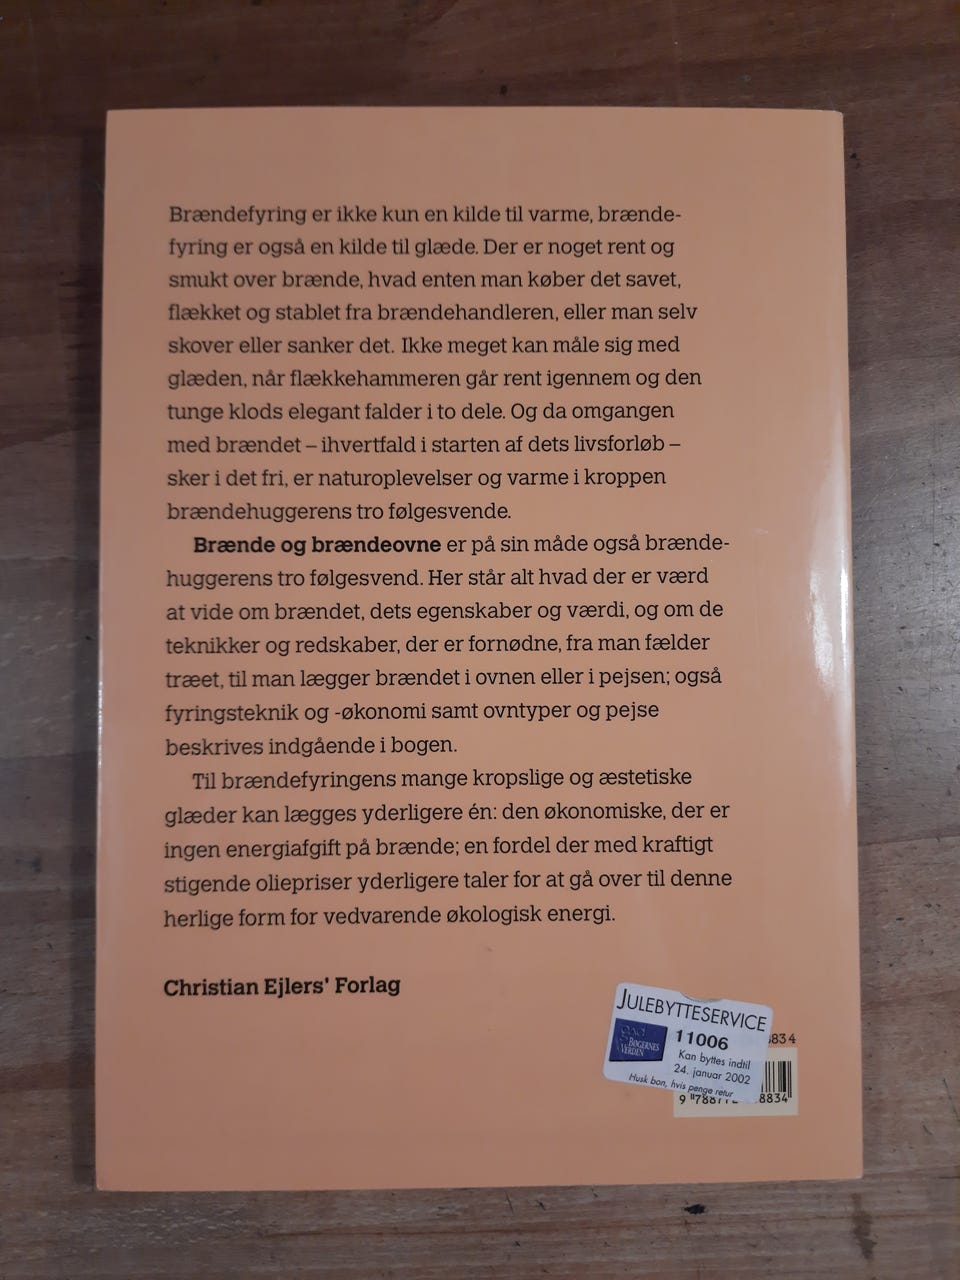 Brændefyring er ikke kun en kilde til varme, brænde-
fyring er også en kilde til glæde. Der er noget rent og
smukt over brænde, hvad enten man køber det savet,
flækket og stablet fra brændehandleren, eller man selv
skover eller sanker det. Ikke meget kan måle sig med
glæden, når flækkehammeren går rent igennem og den
tunge klods elegant falder i to dele. Og da omgangen
med brændet – ihvertfald i starten af dets livsforløb –
sker i det fri, er naturoplevelser og varme i kroppen
brændehuggerens tro følgesvende.
Brænde og brændeovne er på sin måde også brænde-
huggerens tro følgesvend. Her står alt hvad der er værd
at vide om brændet, dets egenskaber og værdi, og om de
teknikker og redskaber, der er fornødne, fra man fælder
træet, til man lægger brændet i ovnen eller i pejsen; også
fyringsteknik og -økonomi samt ovntyper og pejse
beskrives indgående i bogen.
Til brændefyringens mange kropslige og æstetiske
glæder kan lægges yderligere én: den økonomiske, der er
ingen energiafgift på brænde; en fordel der med kraftigt
stigende oliepriser yderligere taler for at gå over til denne
herlige form for vedvarende økologisk energi.
Christian Ejlers' Forlag
JULEBYTTESERVICE
11006
BØGERNES
VERDEN
Kan byttes indtil
24. januar 2002
Husk bon, hvis penge retur
8834